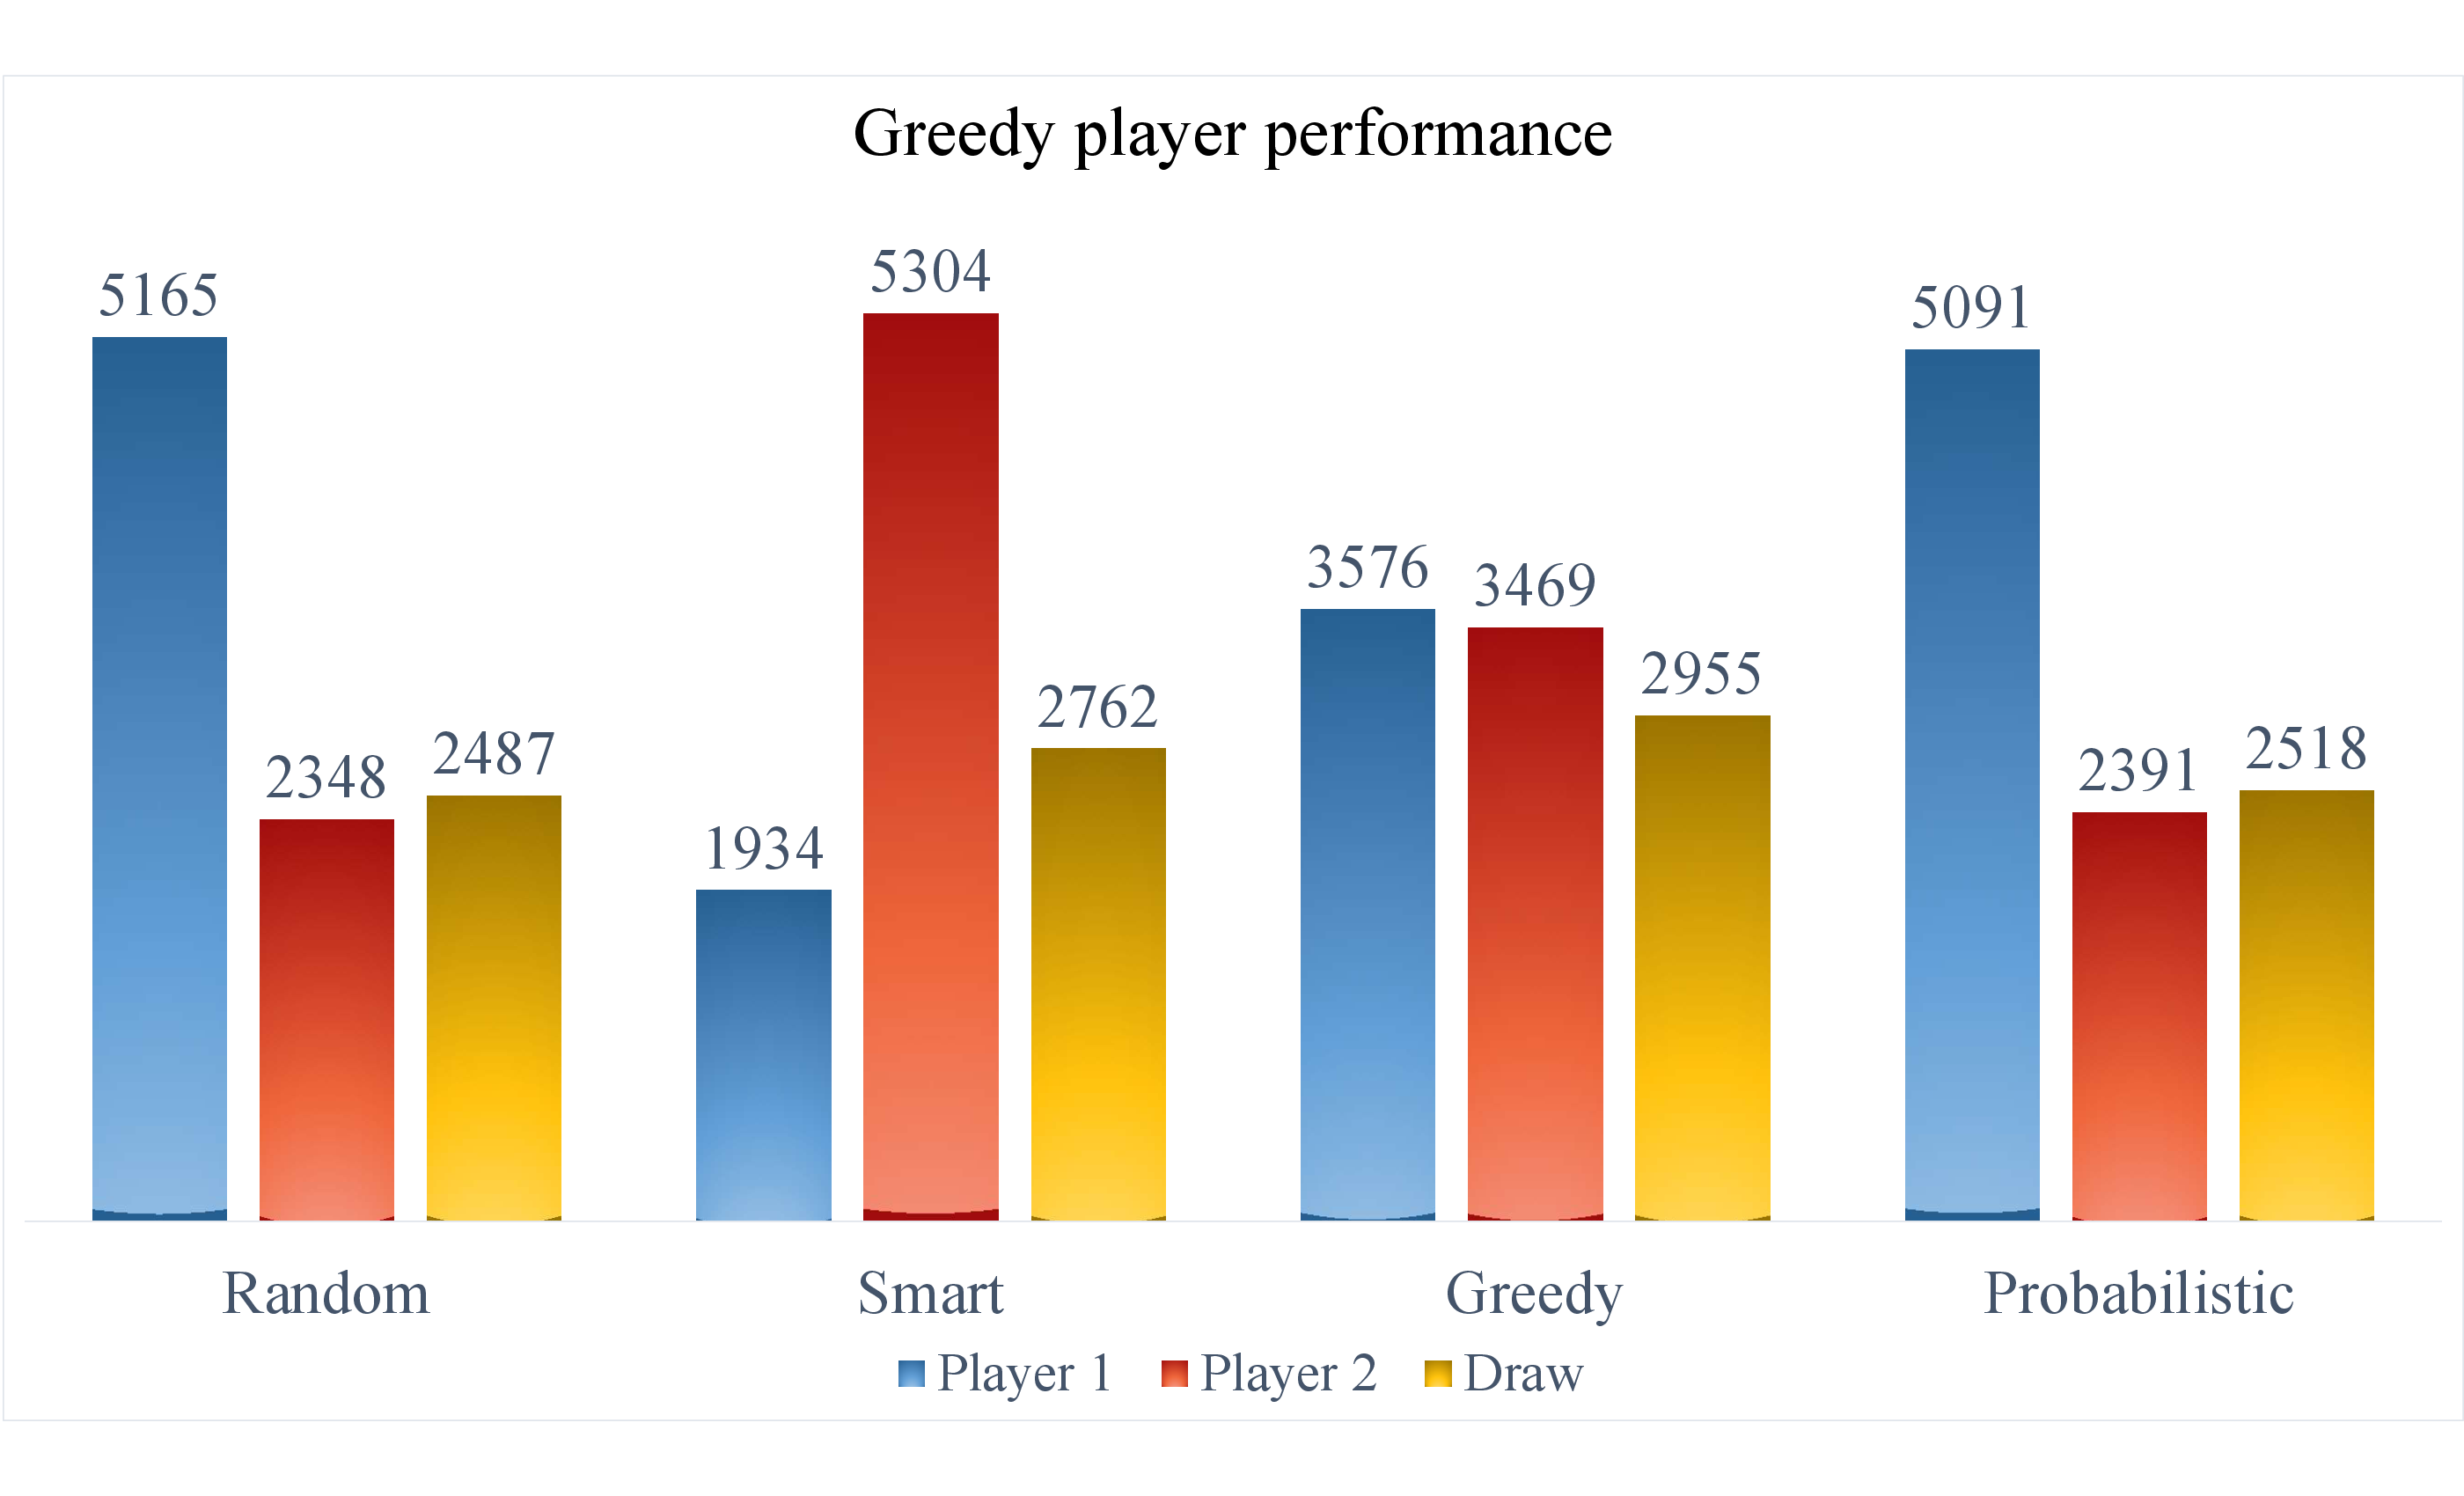 Greedy player perfomance
5165 2348 2487
1934 5304 2762
3576 3469 2955
5091 2391 2518
Random Smart Greedy Probabilistic
Player 1 Player 2 Draw